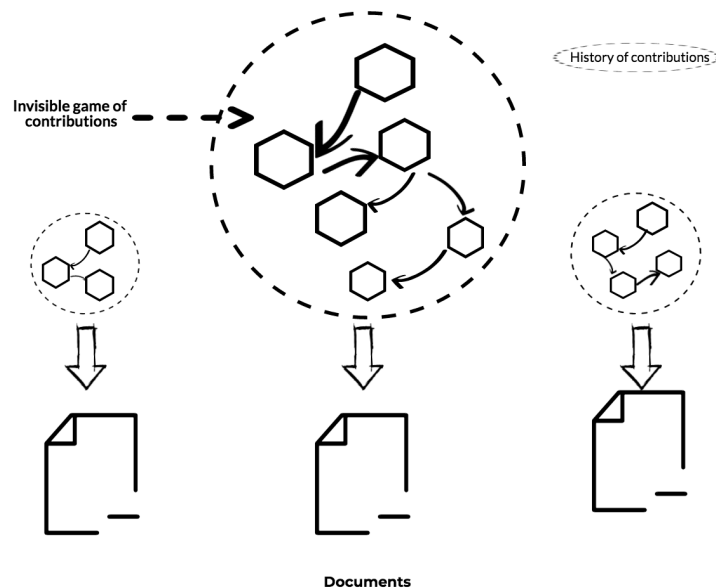 History of contributions
Invisible game of
contributions
Documents